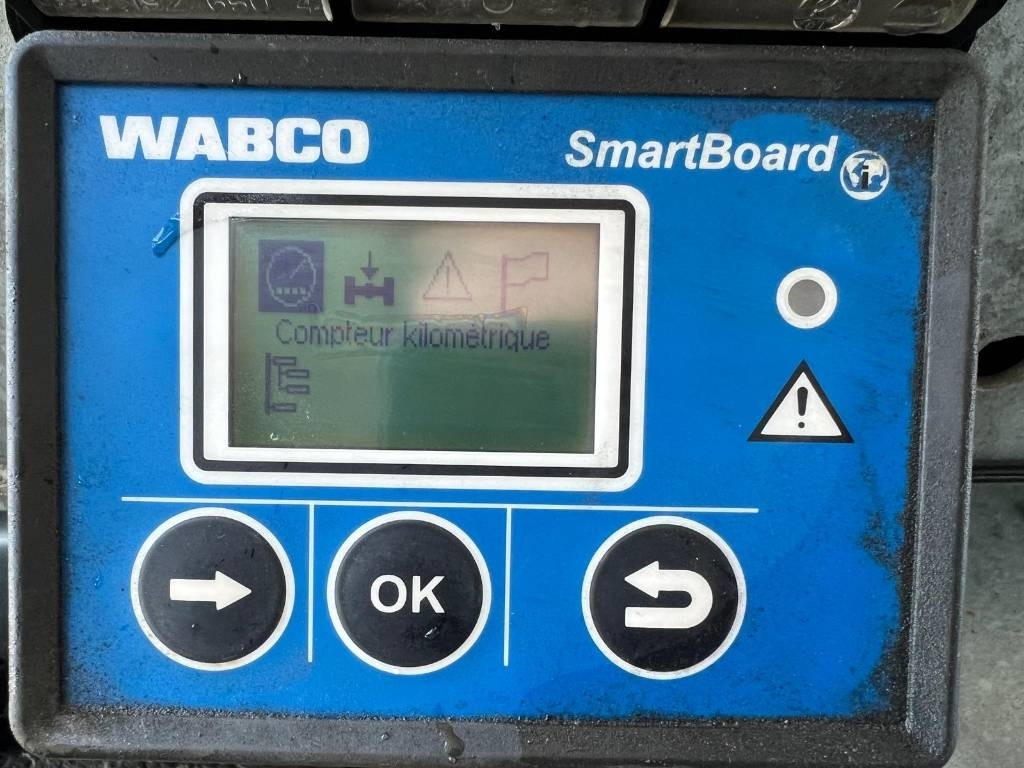 WABCO
SmartBoard
i
Compteur kilométrique
OK